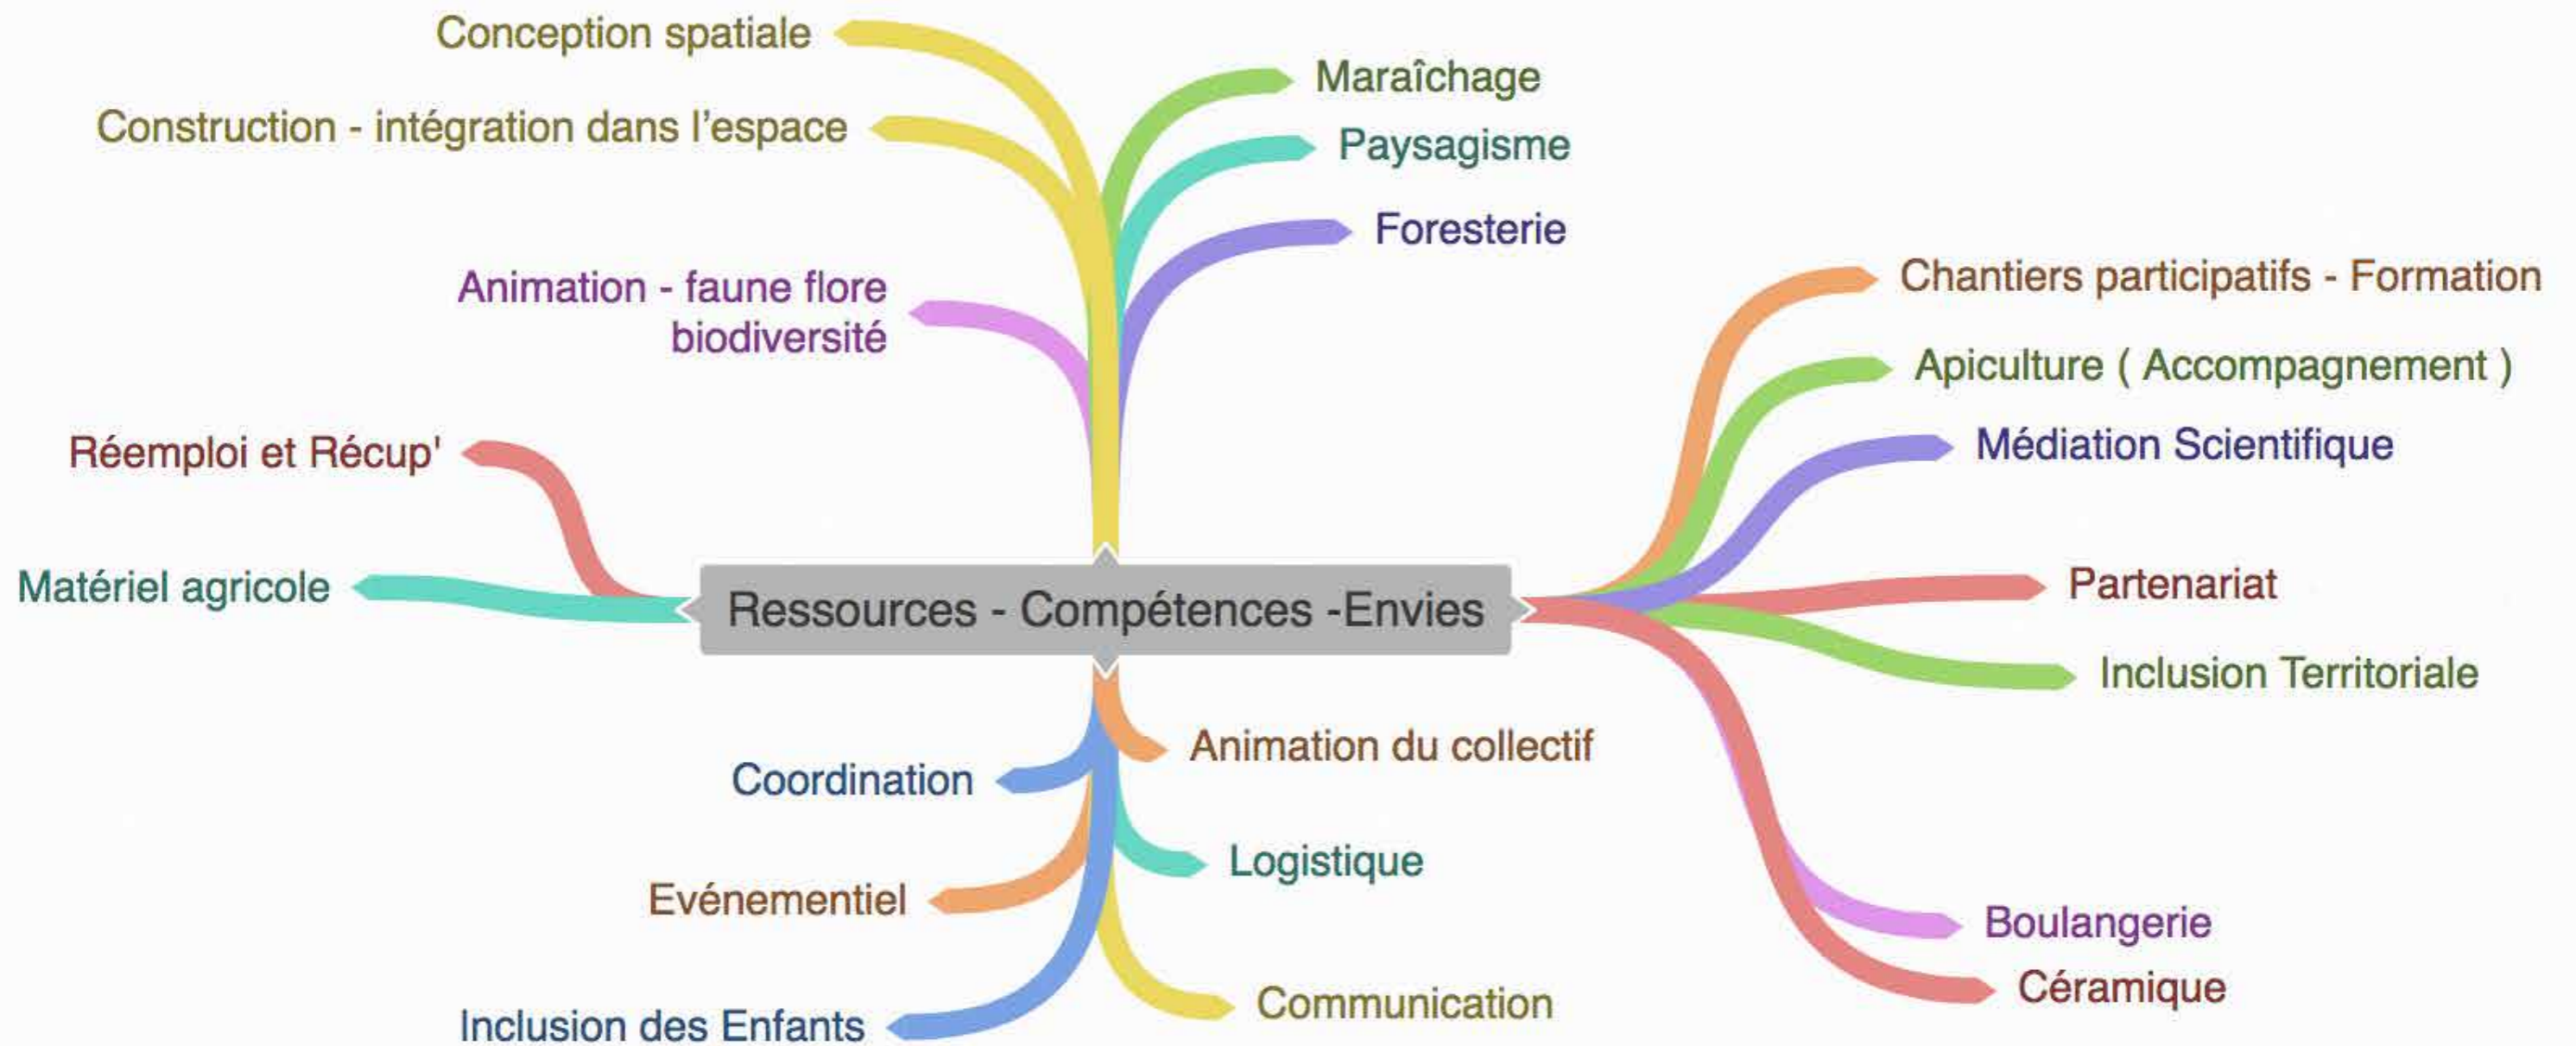 Conception spatiale
Maraîchage
Construction - intégration dans l'espace
Paysagisme
Foresterie
Chantiers participatifs - Formation
Animation - faune flore
biodiversité
Apiculture ( Accompagnement )
Médiation Scientifique
Réemploi et Récup'
Matériel agricole
Partenariat
Ressources - Compétences -Envies
Inclusion Territoriale
Animation du collectif
Coordination
Logistique
Evénementiel
Boulangerie
Céramique
Communication
Inclusion des Enfants